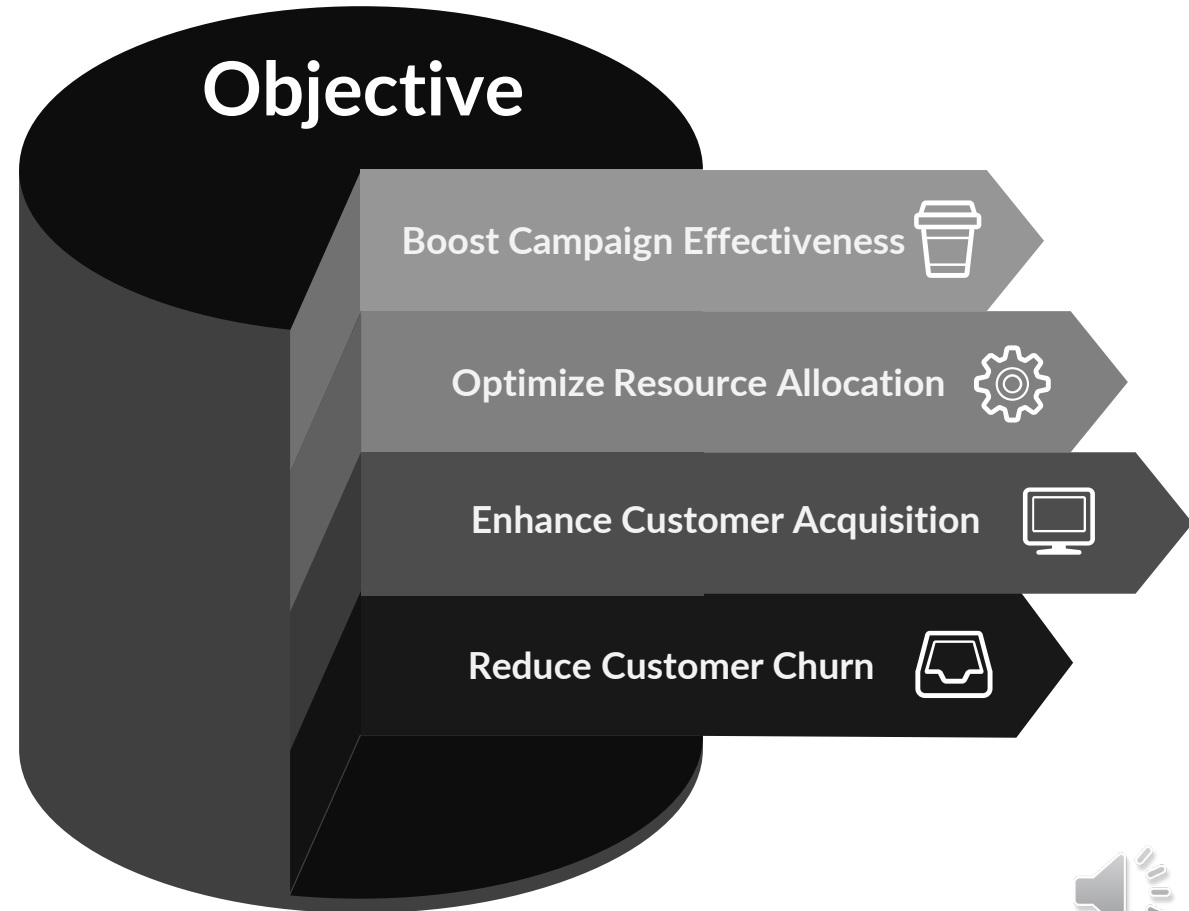 Objective
Boost Campaign Effectiveness
Optimize Resource Allocation
Enhance Customer Acquisition
Reduce Customer Churn